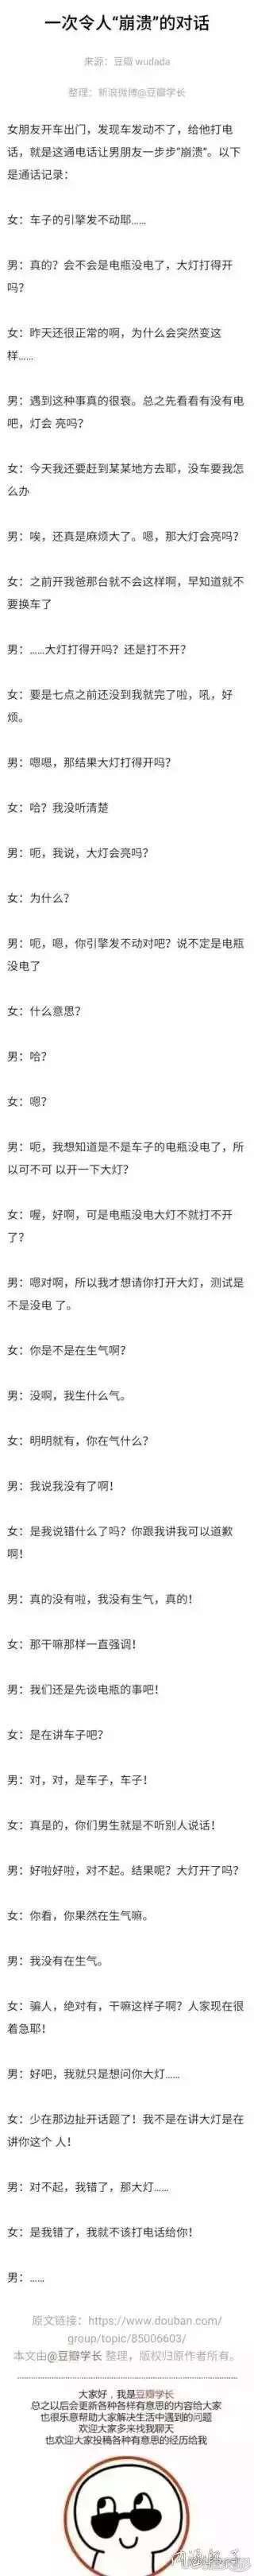 一次令人“崩溃”的对话
来源：豆瓣 wudada
整理：新浪微博@豆瓣学长
女朋友开车出门，发现车发动不了，给他打电
话，就是这通电话让男朋友一步步“崩溃”。以下
是通话记录：
女：车子的引擎发不动耶……
男：真的？会不会是电瓶没电了，大灯打得开
吗？
女：昨天还很正常的啊，为什么会突然变这
样……
男：遇到这种事真的很衰。总之先看看有没有电
吧，灯会 亮吗？
女：今天我还要赶到某某地方去耶，没车要我怎
么办
男：唉，还真是麻烦大了。嗯，那大灯会亮吗？
女：之前开我爸那台就不会这样啊，早知道就不
要换车了
男：……大灯打得开吗？还是打不开？
女：要是七点之前还没到我就完了啦，吼，好
烦。
男：嗯嗯，那结果大灯打得开吗？
女：哈？我没听清楚
男：呃，我说，大灯会亮吗？
女：为什么？
男：呃，嗯，你引擎发不动对吧？说不定是电瓶
没电了
女：什么意思？
男：哈？
女：嗯？
男：呃，我想知道是不是车子的电瓶没电了，所
以可不可 以开一下大灯？
女：喔，好啊，可是电瓶没电大灯不就打不开
了？
男：嗯对啊，所以我才想请你打开大灯，测试是
不是没电 了。
女：你是不是在生气啊？
男：没啊，我生什么气。
女：明明就有，你在气什么？
男：我说我没有了啊！
女：是我说错什么了吗？你跟我讲我可以道歉
啊！
男：真的没有啦，我没有生气，真的！
女：那干嘛那样一直强调！
男：我们还是先谈电瓶的事吧！
女：是在讲车子吧？
男：对，对，是车子，车子！
女：真是的，你们男生就是不听别人说话！
男：好啦好啦，对不起。结果呢？大灯开了吗？
女：你看，你果然在生气嘛。
男：我没有在生气。
女：骗人，绝对有，干嘛这样子啊？人家现在很
着急耶！
男：好吧，我就只是想问你大灯……
女：少在那边扯开话题了！我不是在讲大灯是在
讲你这个 人！
男：对不起，我错了，那大灯……
女：是我错了，我就不该打电话给你！
男：……
原文链接：https://www.douban.com/
group/topic/85006603/
本文由@豆瓣学长 整理，版权归原作者所有。
大家好，我是豆瓣学长
总之以后会更新各种各样有意思的内容给大家
也很乐意帮助大家解决生活中遇到的问题
欢迎大家多来找我聊天
也欢迎大家投稿各种有意思的经历给我
内涵段子